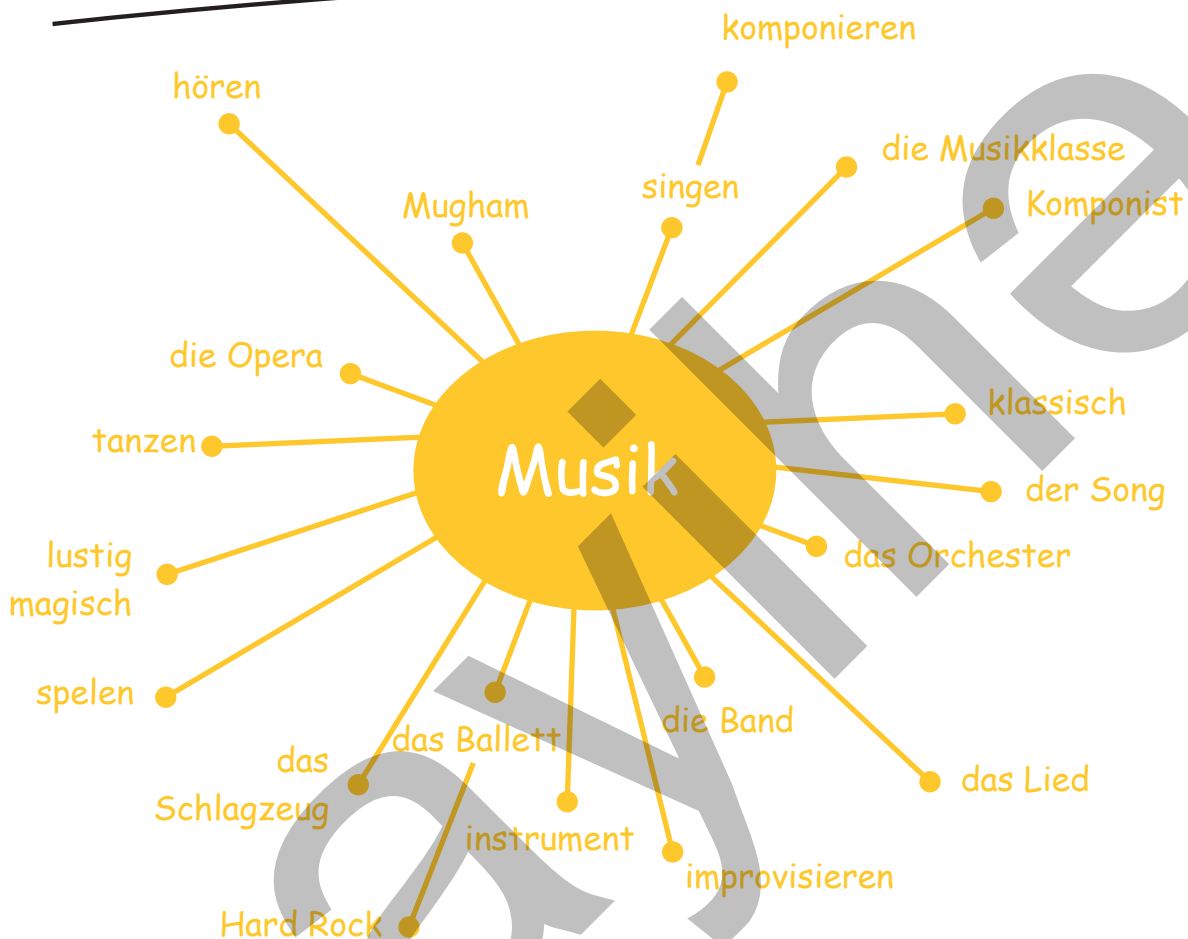 komponieren
hören
die Musikklasse
singen
Mugham
Komponist
die Opera
klassisch
tanzen
Musik
der Song
lustig
magisch
das Orchester
spelen
die Band
das Ballett
das
Schlagzeug
das Lied
instrument
improvisieren
Hard Rock